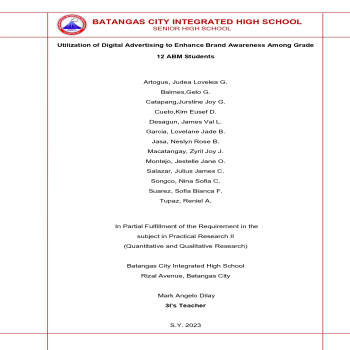 BATANGAS CITY INTEGRATED HIGH SCHOOL
SENIOR HIGH SCHOOL
Utilization of Digital Advertising to Enhance Brand Awareness Among Grade
12 ABM Students
Artogue, Judea Lovelea G.
Balmes,Gelo G.
Catapang,Jurstine Joy G.
Cueto,Kim Eusef D.
Desagun, James Val L.
Garcia, Lovelane Jade B.
Jasa, Neslyn Rose B.
Macatangay, Zyril Joy J.
Montejo, Jestelle Jane O.
Salazar, Julius James C.
Songco, Nina Sofia C.
Suarez, Sofia Bianca F.
Tupaz, Reniel A.
In Partial Fulfillment of the Requirement in the
subject in Practical Research II
(Quantitative and Qualitative Research)
Batangas City Integrated High School
Rizal Avenue, Batangas City
Mark Angelo Dilay
3I's Teacher
S.Y. 2023